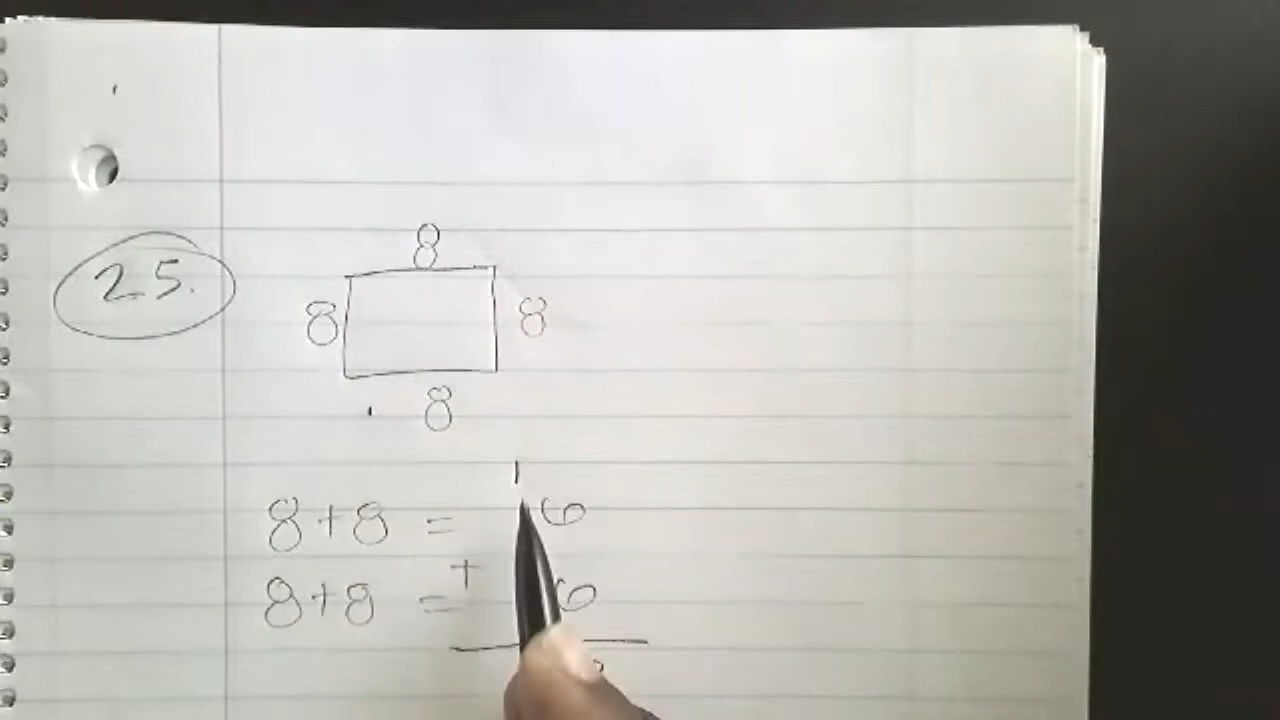 8
25. 8 8
8
1
8+8 = 6
8+8 = + 6